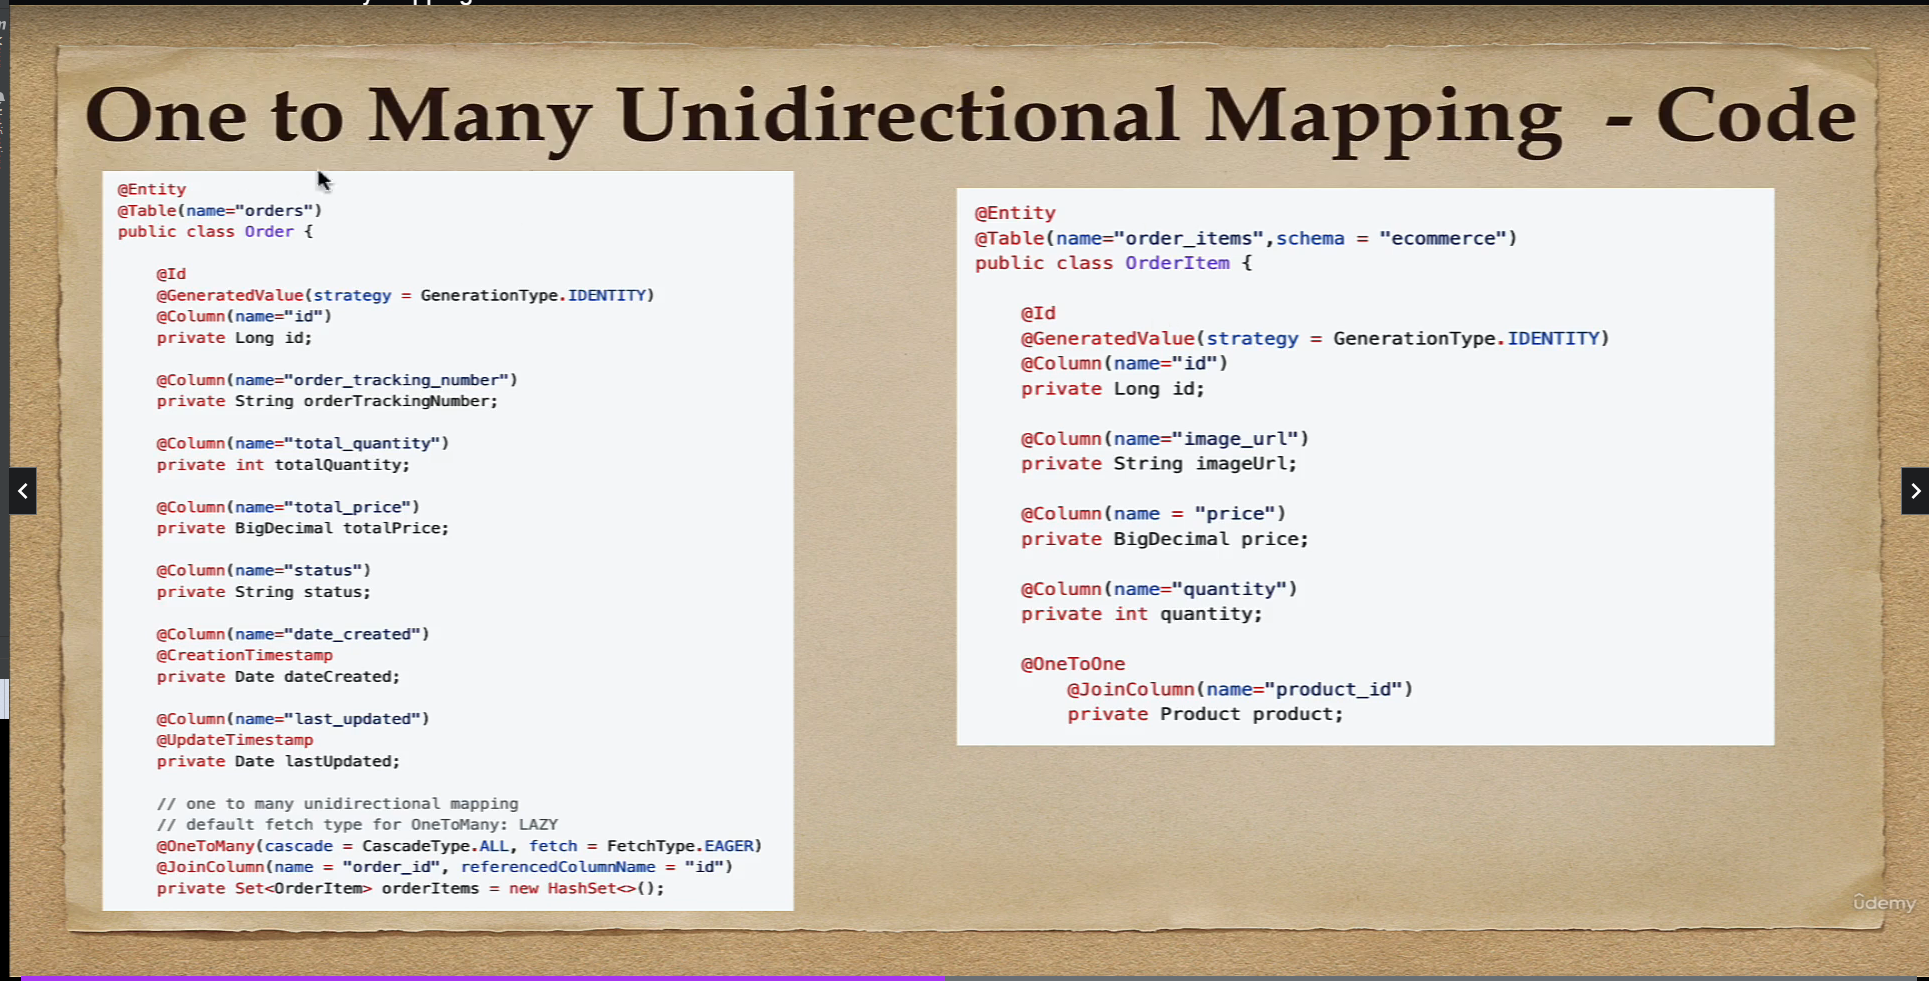 One to Many Unidirectional Mapping - Code
@Entity
@Table(name="orders")
public class Order {
@Id
@GeneratedValue(strategy = GenerationType.IDENTITY)
@Column(name="id")
private Long id;
@Column(name="order_tracking_number")
private String orderTrackingNumber;
@Column(name="total_quantity")
private int totalQuantity;
@Column(name="total_price")
private BigDecimal totalPrice;
@Column(name="status")
private String status;
@Column(name="date_created")
@CreationTimestamp
private Date dateCreated;
@Column(name="last_updated")
@UpdateTimestamp
private Date lastUpdated;
// one to many unidirectional mapping
// default fetch type for OneToMany: LAZY
@OneToMany(cascade = CascadeType.ALL, fetch = FetchType.EAGER)
@JoinColumn(name = "order_id", referencedColumnName = "id")
private Set<OrderItem> orderItems = new HashSet<>();
@Entity
@Table(name="order_items",schema = "ecommerce")
public class OrderItem {
@Id
@GeneratedValue(strategy = GenerationType.IDENTITY)
@Column(name="id")
private Long id;
@Column(name="image_url")
private String imageUrl;
@Column(name = "price")
private BigDecimal price;
@Column(name="quantity")
private int quantity;
@OneToOne
@JoinColumn(name="product_id")
private Product product;
ûdemy